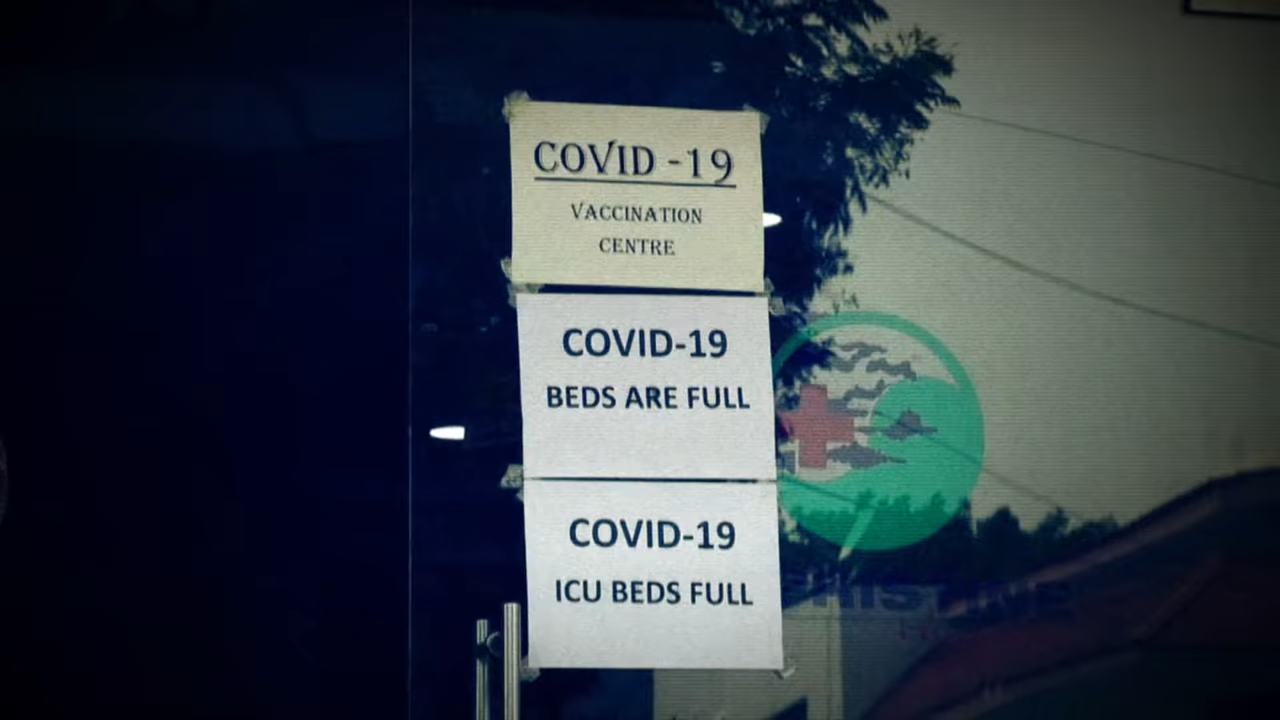 COVID -19
VACCINATION
CENTRE
COVID-19
BEDS ARE FULL
COVID-19
ICU BEDS FULL